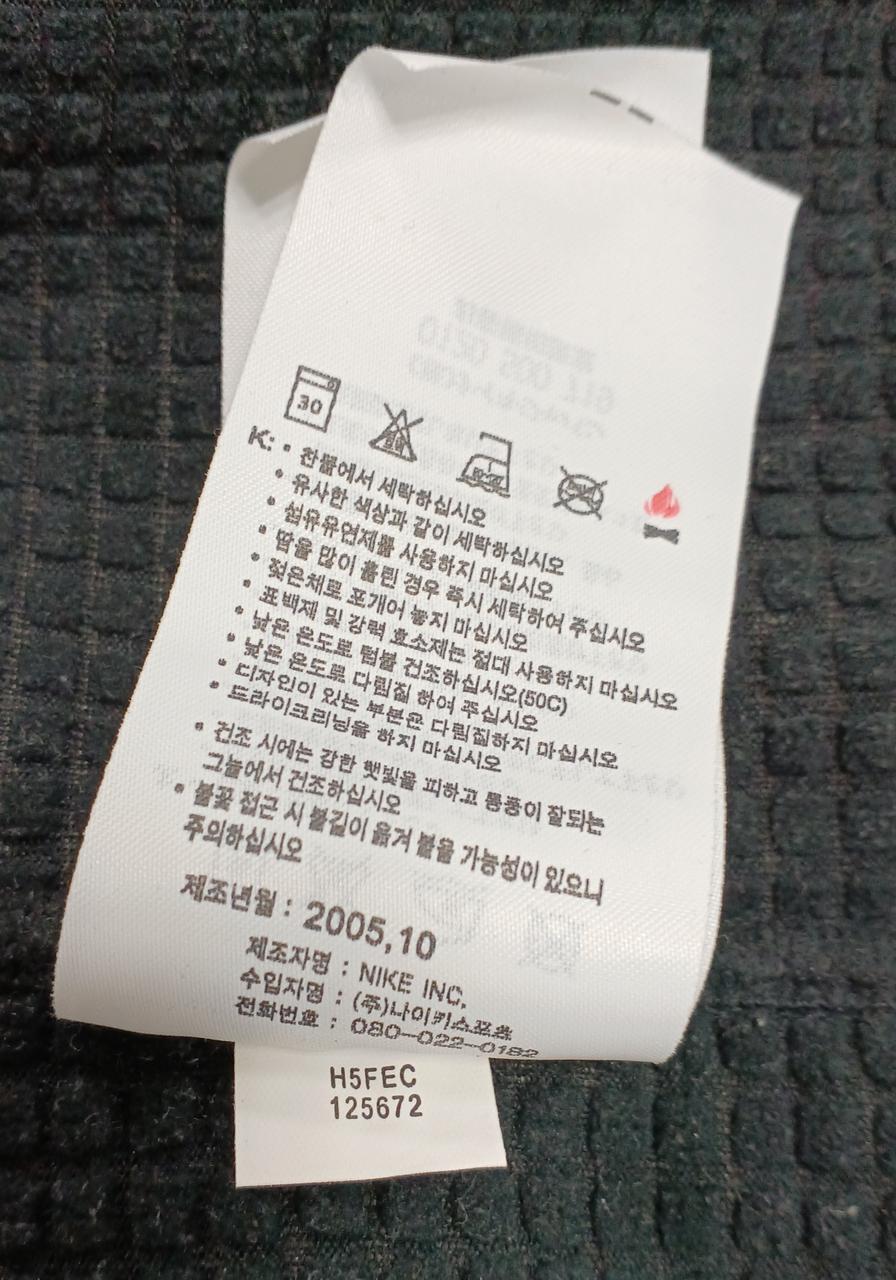 30
K: • 찬물에서 세탁하십시오
• 유사한 색상과 같이 세탁하십시오
• 섬유유연제를 사용하지 마십시오
• 땀을 많이 흘린 경우 즉시 세탁하여 주십시오
• 젖은채로 포개어 놓지 마십시오
• 표백제 및 강력 효소제는 절대 사용하지 마십시오
• 낮은 온도로 텀블 건조하십시오(50C)
• 낮은 온도로 다림질 하여 주십시오
• 디자인이 있는 부분은 다림질하지 마십시오
• 드라이크리닝을 하지 마십시오
• 건조 시에는 강한 햇빛을 피하고 통풍이 잘되는
그늘에서 건조하십시오
• 불꽃 접근 시 불길이 옮겨 붙을 가능성이 있으니
주의하십시오
제조년월 : 2005,10
제조자명 : NIKE INC.
수입자명 : (주)나이키스포츠
전화번호 : 080-022-0182
H5FEC
125672